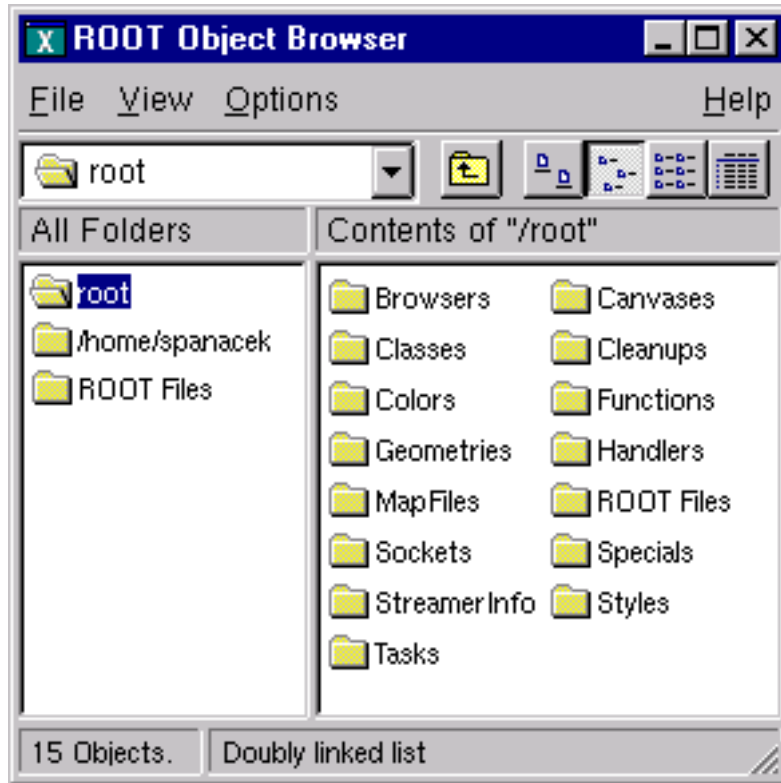 ROOT Object Browser
File View Options Help
root
All Folders
Contents of "/root"
root
/home/spanacek
ROOT Files
Browsers Canvases
Classes Cleanups
Colors Functions
Geometries Handlers
MapFiles ROOT Files
Sockets Specials
StreamerInfo Styles
Tasks
15 Objects. Doubly linked list